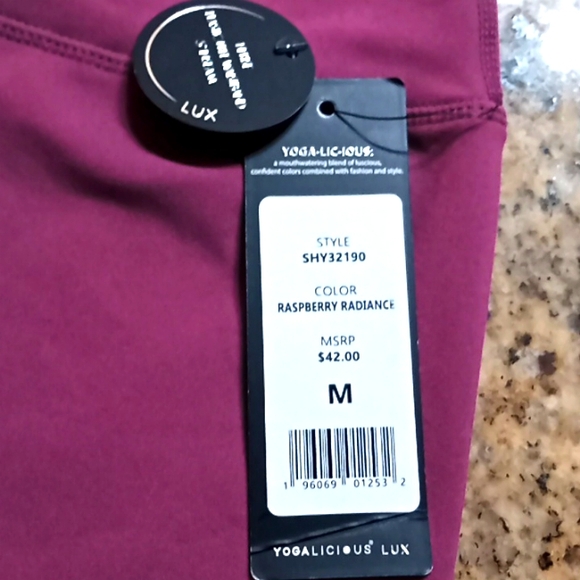 LUX
YOGA·LIC·IOUS:
a mouthwatering blend of luscious,
confident colors combined with fashion and style.
STYLE
SHY32190
COLOR
RASPBERRY RADIANCE
MSRP
$42.00
M
1 96069 01253 2
YOGALICIOUS® LUX